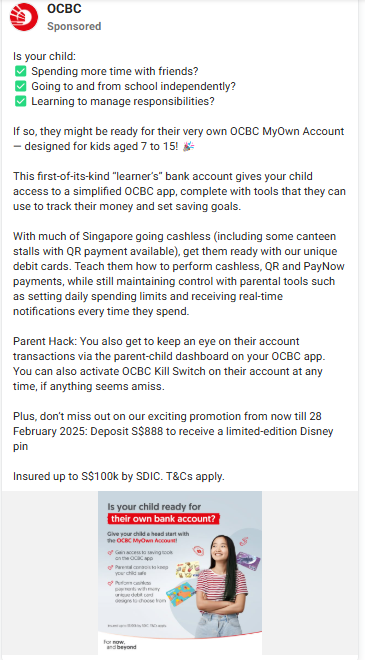 OCBC
Sponsored
Is your child:
✅ Spending more time with friends?
✅ Going to and from school independently?
✅ Learning to manage responsibilities?
If so, they might be ready for their very own OCBC MyOwn Account
— designed for kids aged 7 to 15! 🎉
This first-of-its-kind “learner’s” bank account gives your child
access to a simplified OCBC app, complete with tools that they can
use to track their money and set saving goals.
With much of Singapore going cashless (including some canteen
stalls with QR payment available), get them ready with our unique
debit cards. Teach them how to perform cashless, QR and PayNow
payments, while still maintaining control with parental tools such
as setting daily spending limits and receiving real-time
notifications every time they spend.
Parent Hack: You also get to keep an eye on their account
transactions via the parent-child dashboard on your OCBC app.
You can also activate OCBC Kill Switch on their account at any
time, if anything seems amiss.
Plus, don’t miss out on our exciting promotion from now till 28
February 2025: Deposit S$888 to receive a limited-edition Disney
pin
Insured up to S$100k by SDIC. T&Cs apply.
Is your child ready for
their own bank account?
Give your child a head start with
the OCBC MyOwn Account!
Gain access to saving tools
on the OCBC app
Parental controls to keep
your child safe
Perform cashless
payments with
unique debit card
designs to choose from
For now,
and beyond